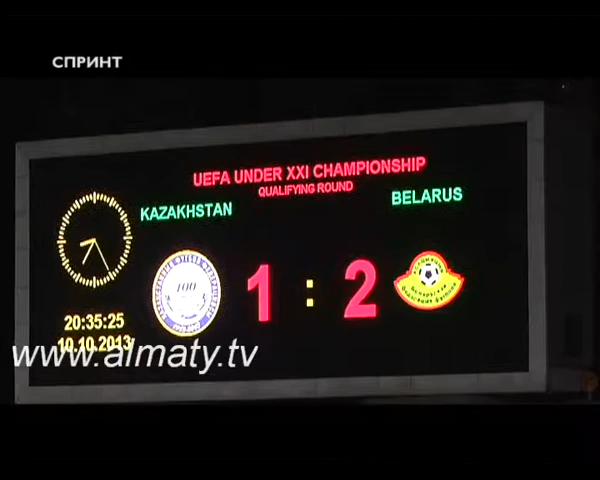 СПРИНТ
UEFA UNDER XXI CHAMPIONSHIP
QUALIFYING ROUND
KAZAKHSTAN
BELARUS
100
1 : 2
20:35:25
10.10.2013
www.almaty.tv